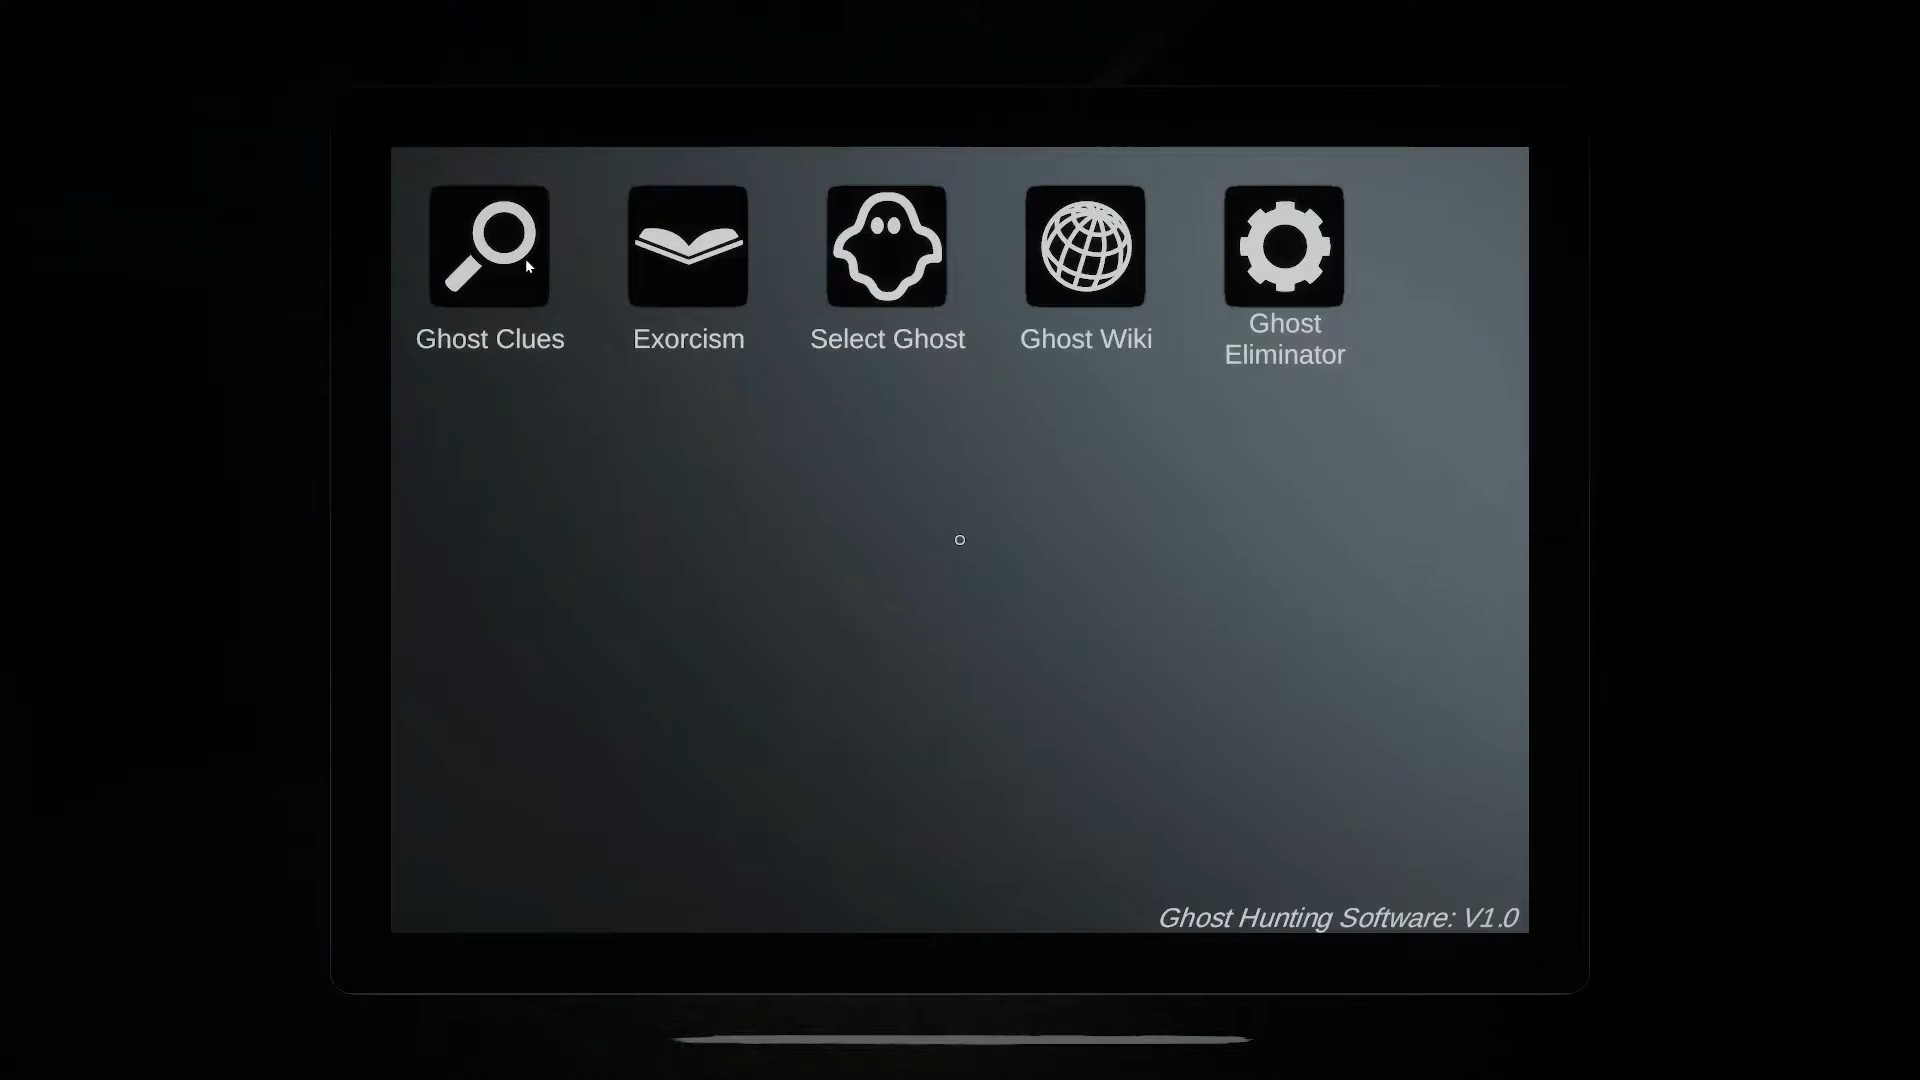 Ghost Clues
Exorcism
Select Ghost
Ghost Wiki
Ghost
Eliminator
Ghost Hunting Software: V1.0